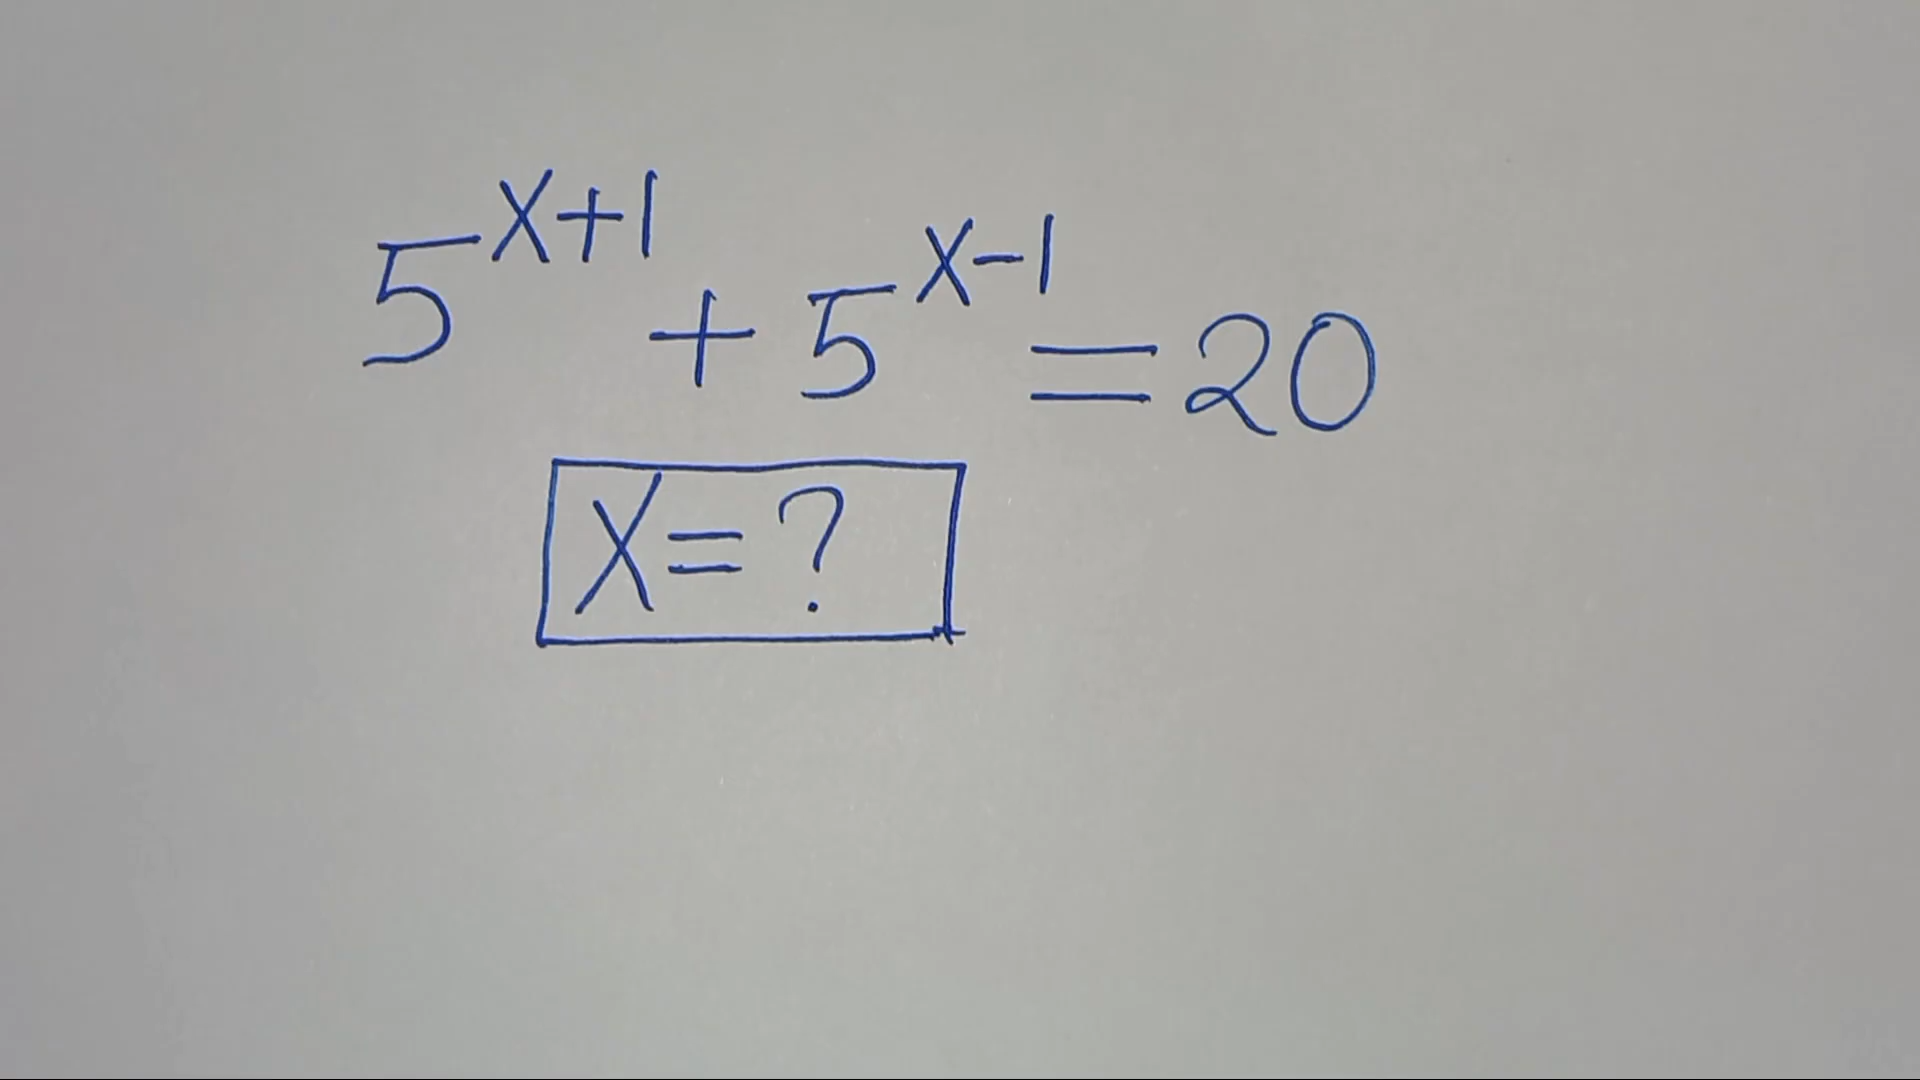 5^{x+1} + 5^{x-1} = 20
X = ?